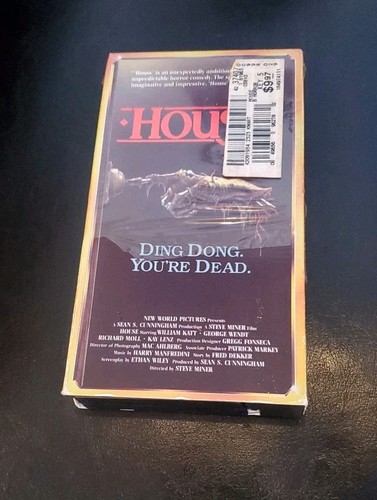 "'House' is an unexpectedly
horror comedy. The
imaginative and impressive. 'House'
HOUS
$9.97
DING DONG.
YOU'RE DEAD.
NEW WORLD PICTURES Presents
A SEAN S. CUNNINGHAM Production A STEVE MINER Film
HOUSE Starring WILLIAM KATT · GEORGE WENDT
RICHARD MOLL · KAY LENZ Production Designer GREGG FONSECA
Director of Photography MAC AHLBERG Associate Producer PATRICK MARKEY
Music by HARRY MANFREDINI Story by FRED DEKKER
Screenplay by ETHAN WILEY Produced by SEAN S. CUNNINGHAM
Directed by STEVE MINER